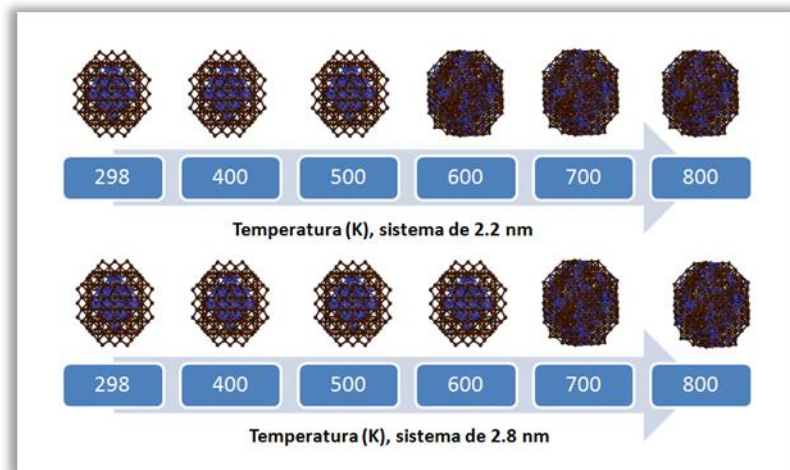 298 400 500 600 700 800
Temperatura (K), sistema de 2.2 nm
298 400 500 600 700 800
Temperatura (K), sistema de 2.8 nm